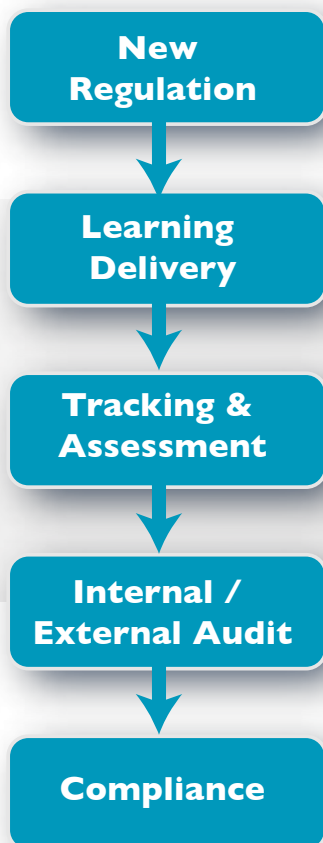 New
Regulation
Learning
Delivery
Tracking &
Assessment
Internal /
External Audit
Compliance